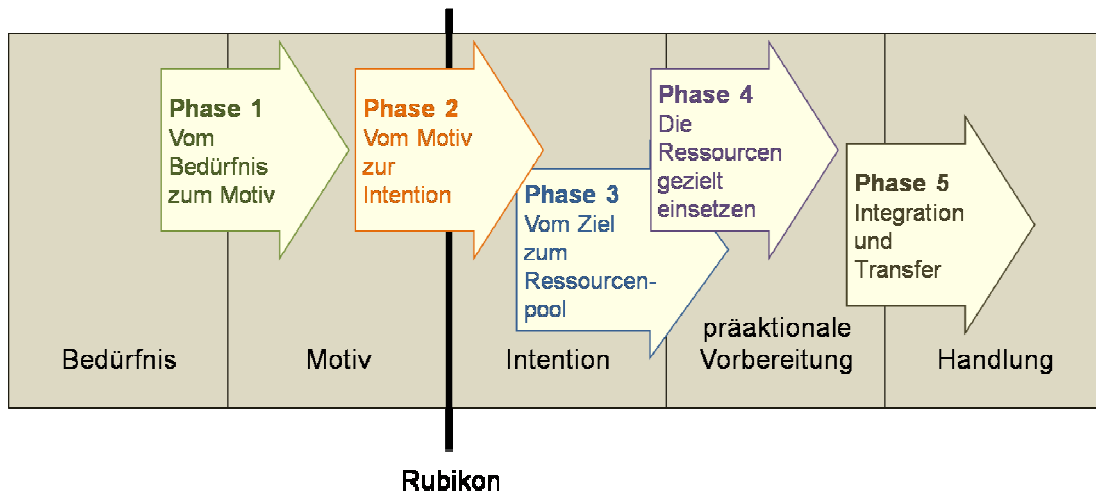 Phase 1
Vom
Bedürfnis
zum Motiv
Phase 2
Vom Motiv
zur
Intention
Phase 3
Vom Ziel
zum
Ressourcen-
pool
Phase 4
Die
Ressourcen
gezielt
einsetzen
Phase 5
Integration
und
Transfer
Bedürfnis
Motiv
Intention
präaktionale
Vorbereitung
Handlung
Rubikon